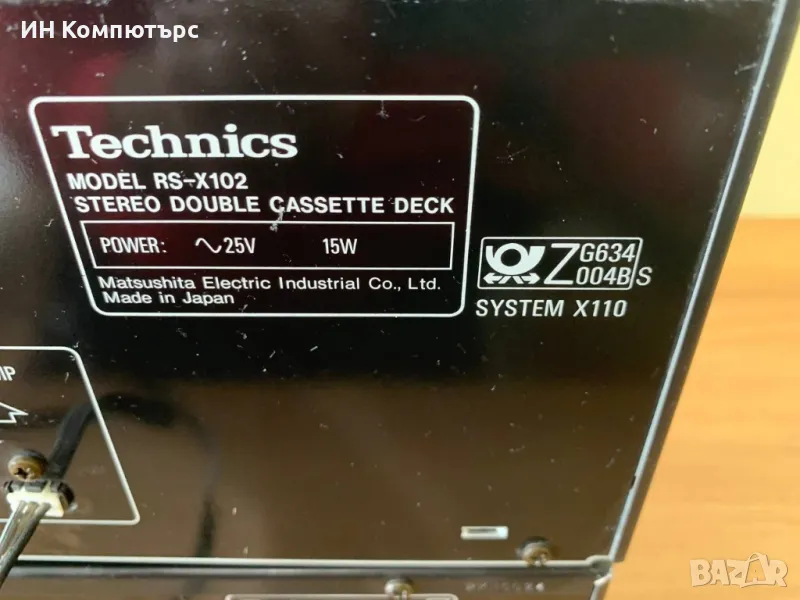 ИН Компютърс
Technics
MODEL RS-X102
STEREO DOUBLE CASSETTE DECK
POWER: ∿25V 15W
Matsushita Electric Industrial Co., Ltd.
Made in Japan
Z G634
004B S
SYSTEM X110
BAZAR